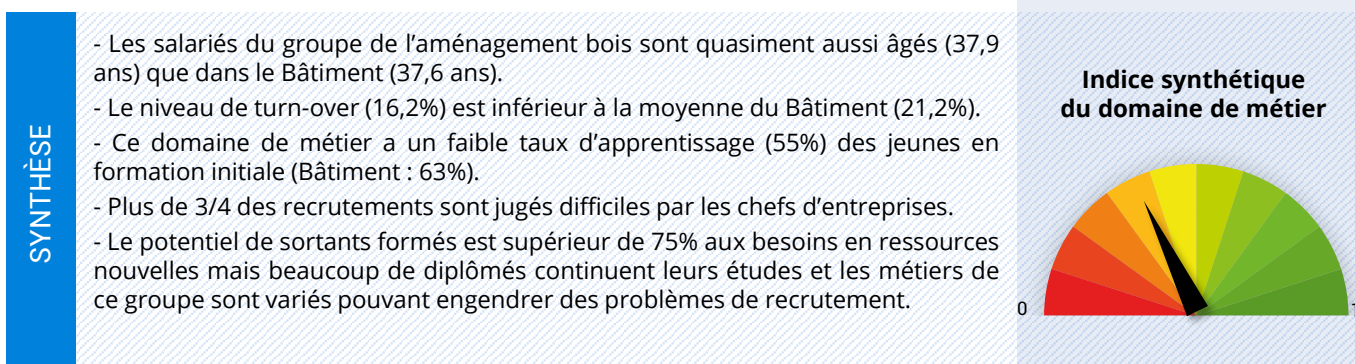 SYNTHÈSE
- Les salariés du groupe de l’aménagement bois sont quasiment aussi âgés (37,9
ans) que dans le Bâtiment (37,6 ans).
- Le niveau de turn-over (16,2%) est inférieur à la moyenne du Bâtiment (21,2%).
- Ce domaine de métier a un faible taux d’apprentissage (55%) des jeunes en
formation initiale (Bâtiment : 63%).
- Plus de 3/4 des recrutements sont jugés difficiles par les chefs d’entreprises.
- Le potentiel de sortants formés est supérieur de 75% aux besoins en ressources
nouvelles mais beaucoup de diplômés continuent leurs études et les métiers de
ce groupe sont variés pouvant engendrer des problèmes de recrutement.
Indice synthétique
du domaine de métier
0